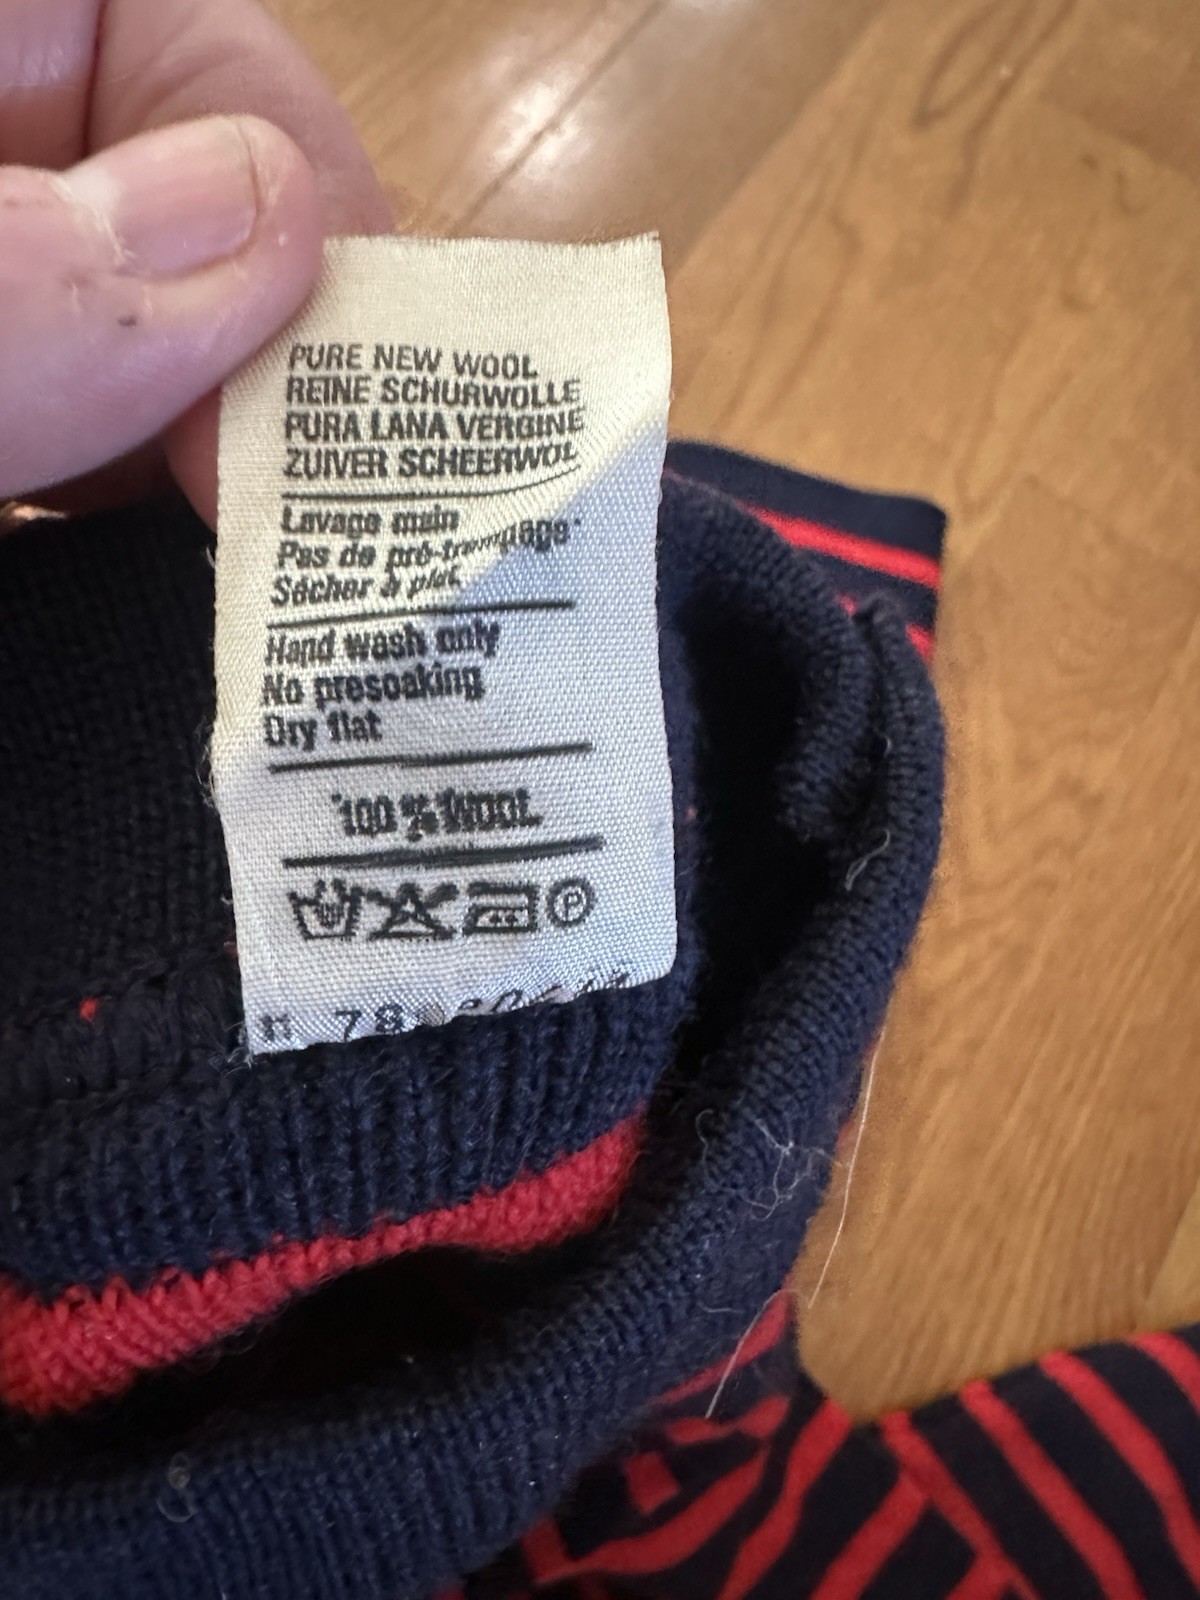 PURE NEW WOOL
REINE SCHURWOLLE
PURA LANA VERGINE
ZUIVER SCHEERWOL
Lavage main
Pas de pré-trempage
Sécher à plat
Hand wash only
No presoaking
Dry flat
100 % WOOL
P
78